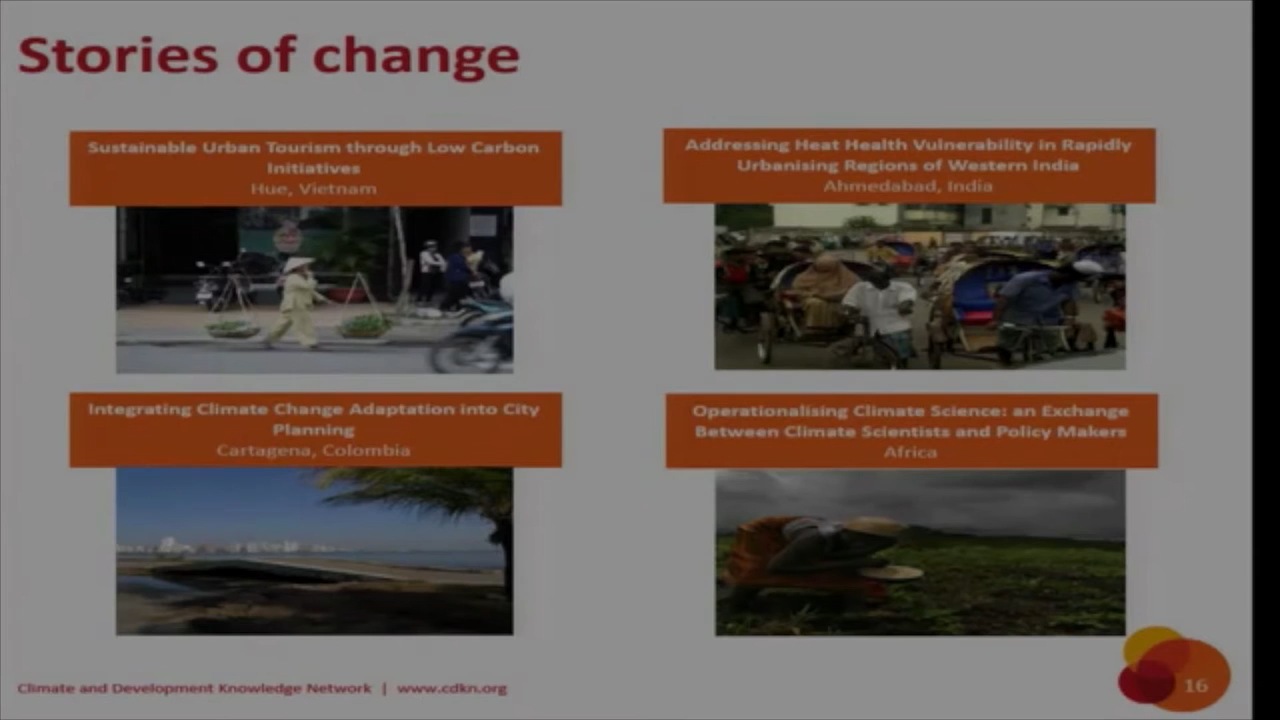 Stories of change
Sustainable Urban Tourism through Low Carbon
Initiatives
Hue, Vietnam
Addressing Heat Health Vulnerability in Rapidly
Urbanising Regions of Western India
Ahmedabad, India
Integrating Climate Change Adaptation into City
Planning
Cartagena, Colombia
Operationalising Climate Science: an Exchange
Between Climate Scientists and Policy Makers
Africa
Climate and Development Knowledge Network | www.cdkn.org
16